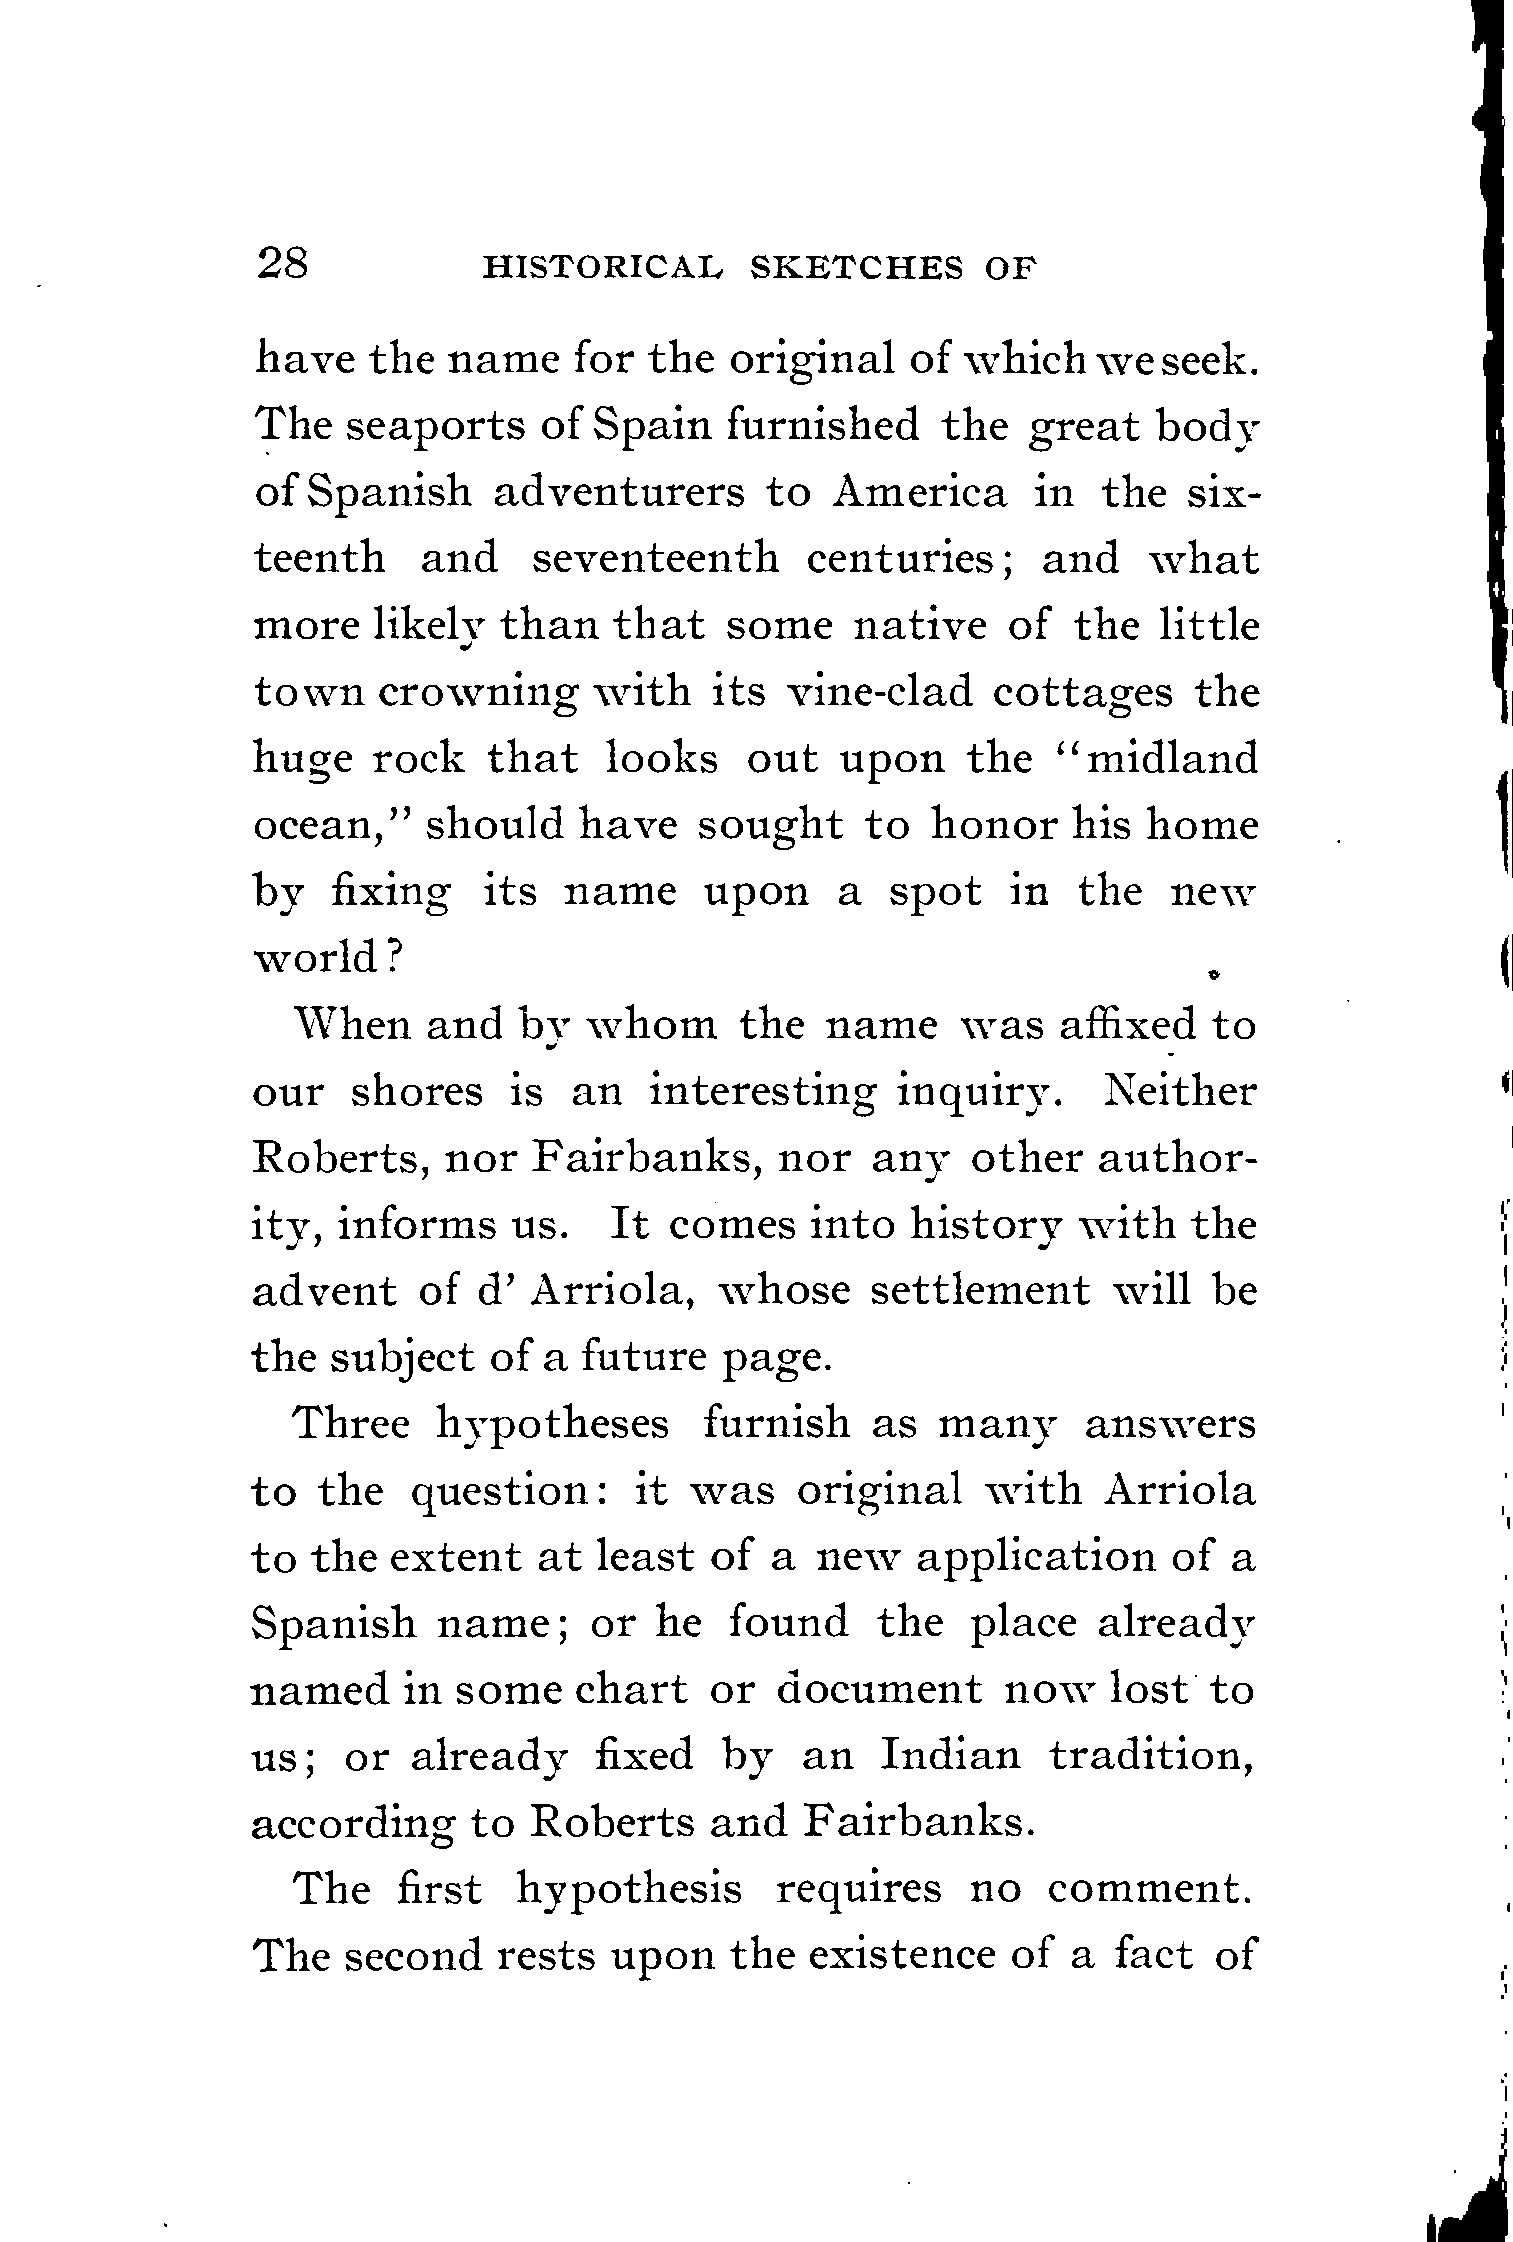 28 HISTORICAL SKETCHES OF
have the name for the original of which we seek.
The seaports of Spain furnished the great body
of Spanish adventurers to America in the six-
teenth and seventeenth centuries; and what
more likely than that some native of the little
town crowning with its vine-clad cottages the
huge rock that looks out upon the "midland
ocean," should have sought to honor his home
by fixing its name upon a spot in the new
world?
When and by whom the name was affixed to
our shores is an interesting inquiry. Neither
Roberts, nor Fairbanks, nor any other author-
ity, informs us. It comes into history with the
advent of d' Arriola, whose settlement will be
the subject of a future page.
Three hypotheses furnish as many answers
to the question: it was original with Arriola
to the extent at least of a new application of a
Spanish name; or he found the place already
named in some chart or document now lost to
us; or already fixed by an Indian tradition,
according to Roberts and Fairbanks.
The first hypothesis requires no comment.
The second rests upon the existence of a fact of